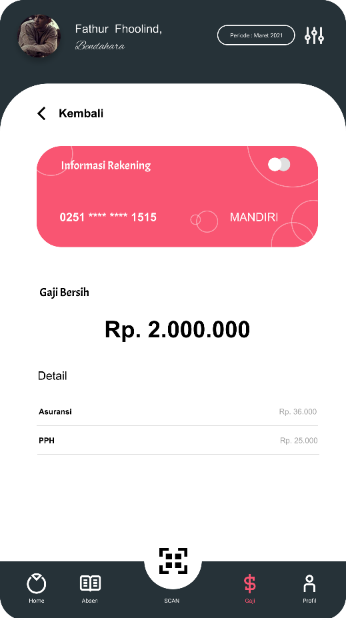 Fathur Fhoolind,
Bendahara
Periode : Maret 2021
Kembali
Informasi Rekening
0251 **** **** 1515
MANDIRI
Gaji Bersih
Rp. 2.000.000
Detail
Asuransi
Rp. 36.000
PPH
Rp. 25.000
Home
Absen
SCAN
Gaji
Profil